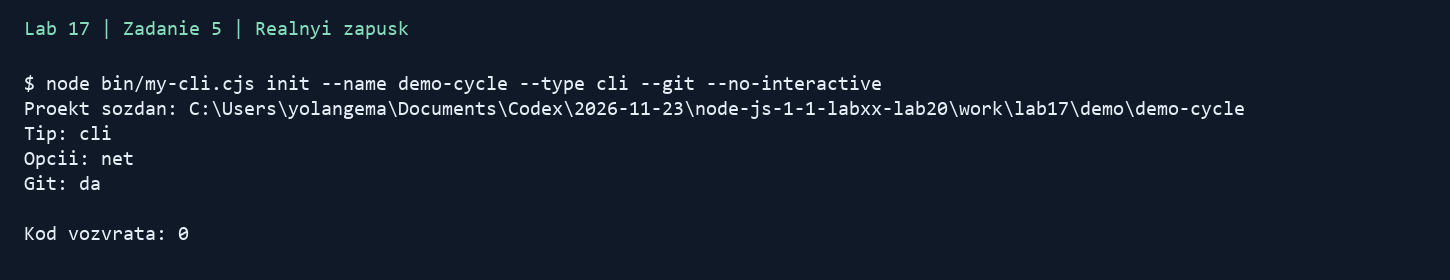 Lab 17 | Zadanie 5 | Realnyi zapusk
$ node bin/my-cli.cjs init --name demo-cycle --type cli --git --no-interactive
Proekt sozdan: C:\Users\yolangema\Documents\Codex\2026-11-23\node-js-1-1-labxx-lab20\work\lab17\demo\demo-cycle
Tip: cli
Opcii: net
Git: da
Kod vozvrata: 0